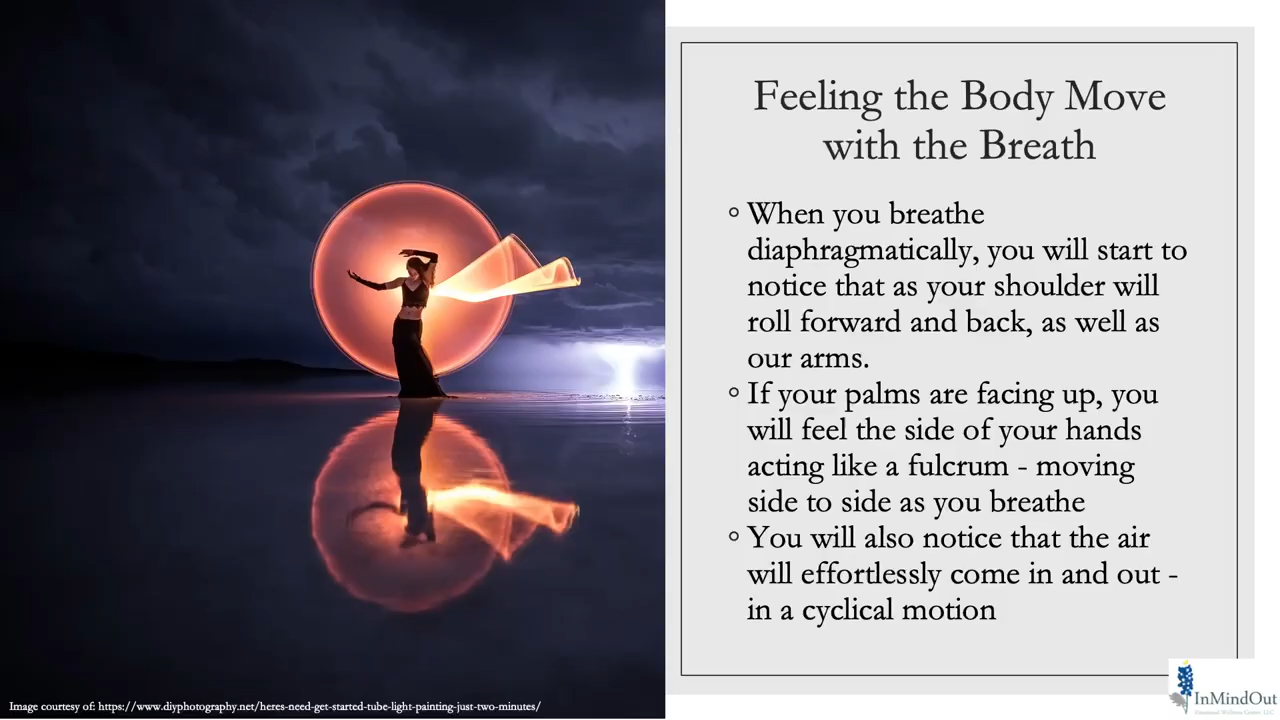 Feeling the Body Move
with the Breath
◦ When you breathe
diaphragmatically, you will start to
notice that as your shoulder will
roll forward and back, as well as
our arms.
◦ If your palms are facing up, you
will feel the side of your hands
acting like a fulcrum - moving
side to side as you breathe
◦ You will also notice that the air
will effortlessly come in and out -
in a cyclical motion
Image courtesy of: https://www.diyphotography.net/heres-need-get-started-tube-light-painting-just-two-minutes/
InMindOut
Emotional Wellness Center, LLC